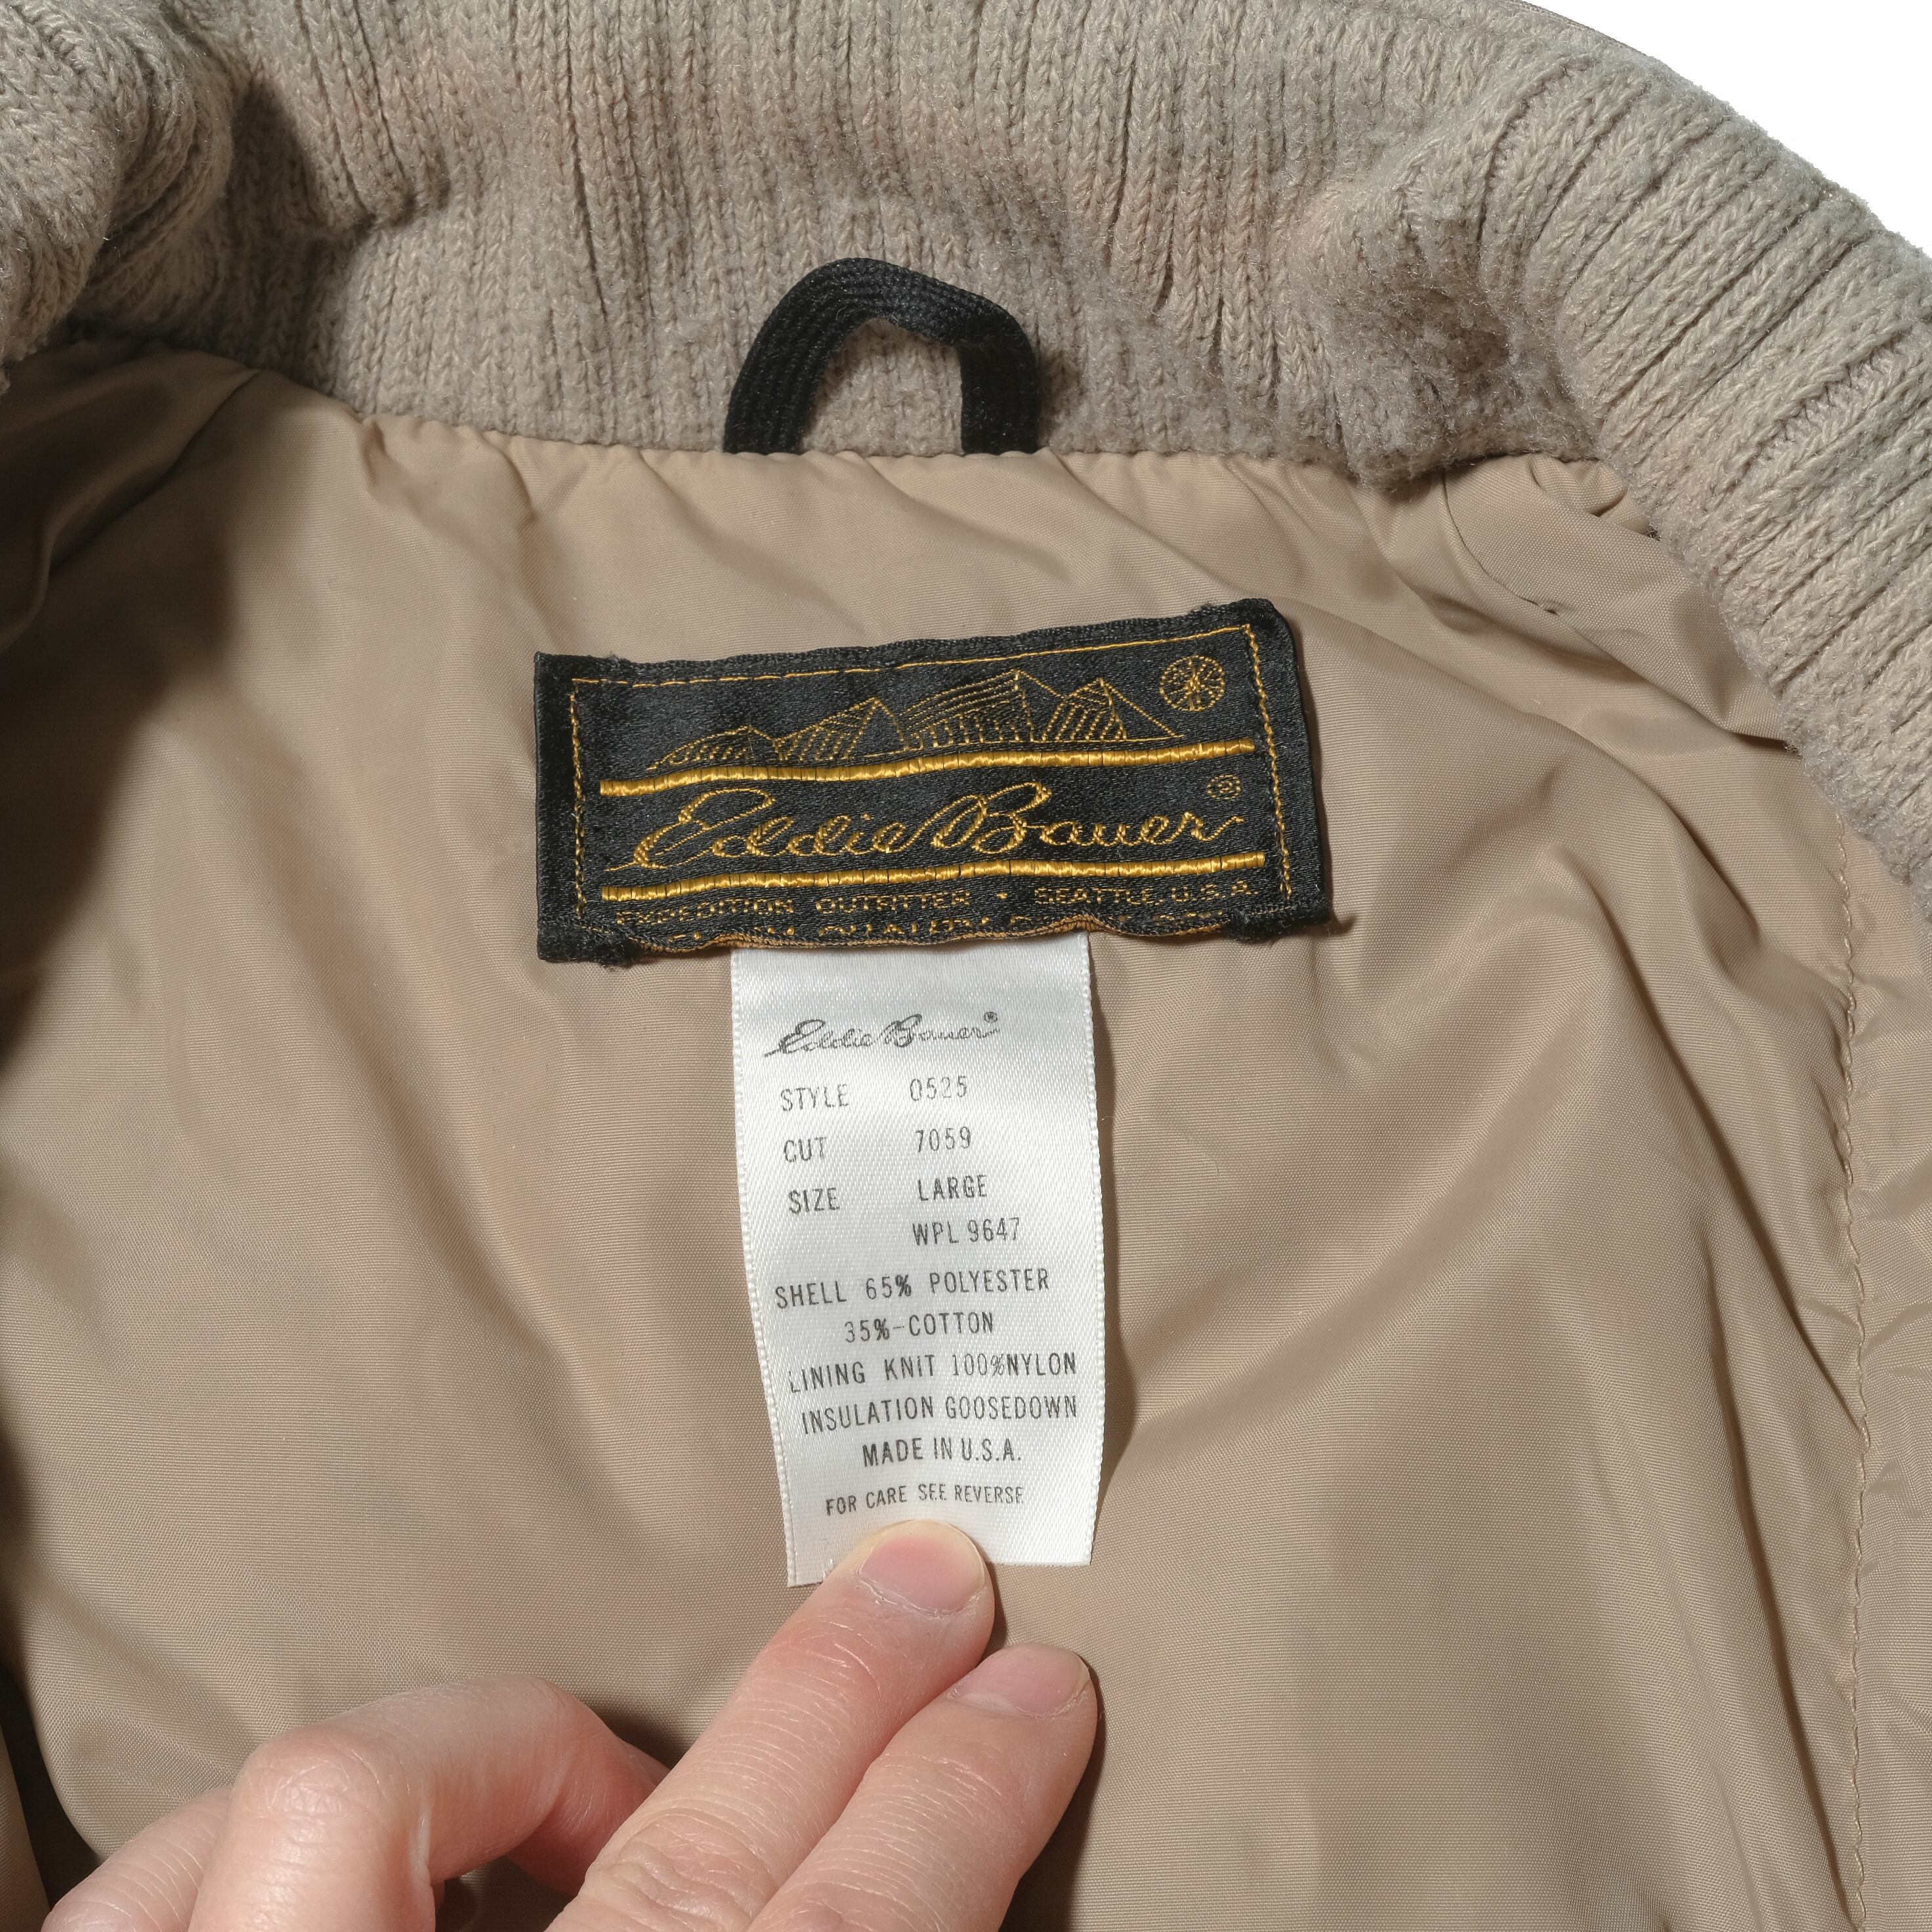 Eddie Bauer ®
EXPEDITION OUTFITTER • SEATTLE, U.S.A.
Eddie Bauer®
STYLE 0525
CUT 7059
SIZE LARGE
WPL 9647
SHELL 65% POLYESTER
35%-COTTON
LINING KNIT 100%NYLON
INSULATION GOOSEDOWN
MADE IN U.S.A.
FOR CARE SEE REVERSE